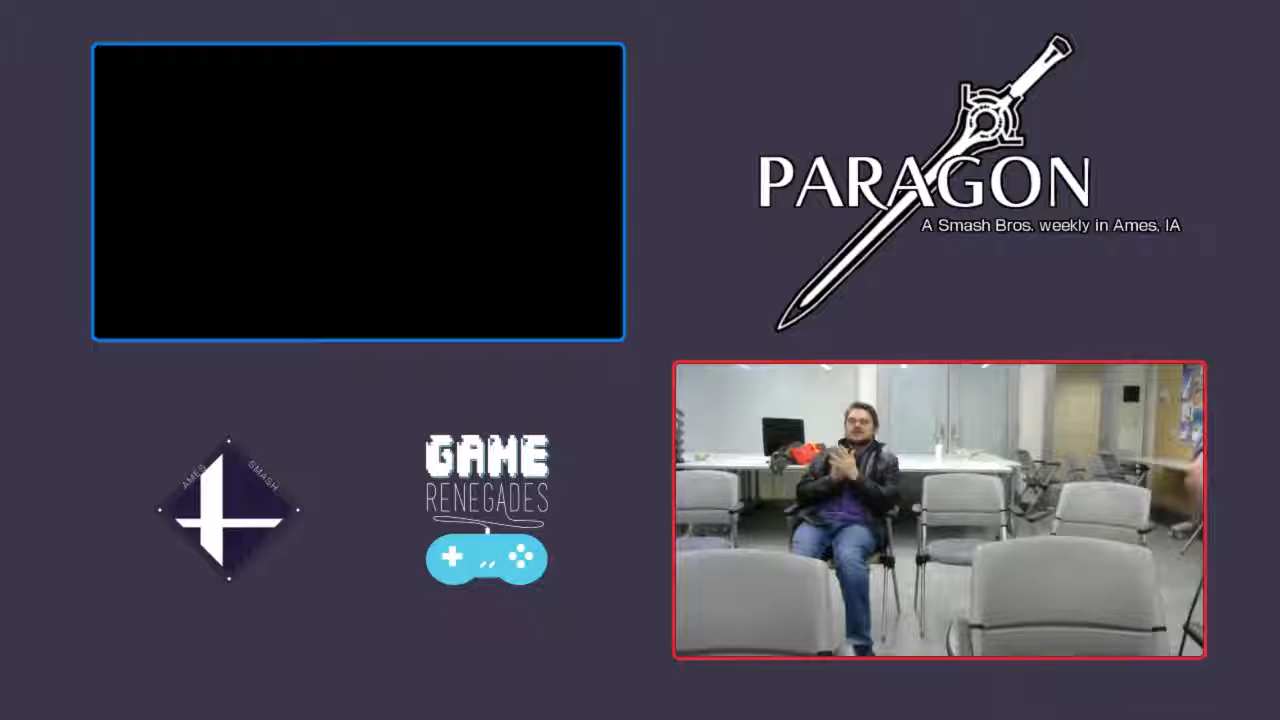 PARAGON
A Smash Bros. weekly in Ames, IA
AMES SMASH
GAME
RENEGADES